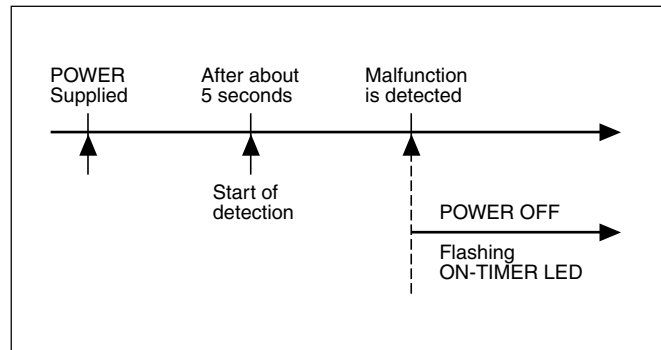 POWER
Supplied
After about
5 seconds
Malfunction
is detected
Start of
detection
POWER OFF
Flashing
ON-TIMER LED